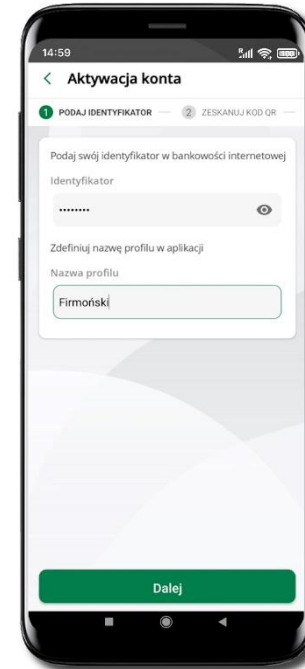 14:59
Aktywacja konta
1 PODAJ IDENTYFIKATOR 2 ZESKANUJ KOD QR
Podaj swój identyfikator w bankowości internetowej
Identyfikator
••••••••
Zdefiniuj nazwę profilu w aplikacji
Nazwa profilu
Firmoński
Dalej